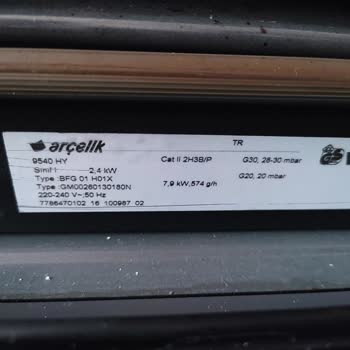 arçelik
TR
9540 HY
Cat II 2H3B/P
G30, 28-30 mbar
Sınıf 1
2,4 kW
Type :BFG 01 H01X
G20, 20 mbar
Type :GM00260130180N
7,9 kW,574 g/h
220-240 V~;50 Hz
7786470102 16 100987 02